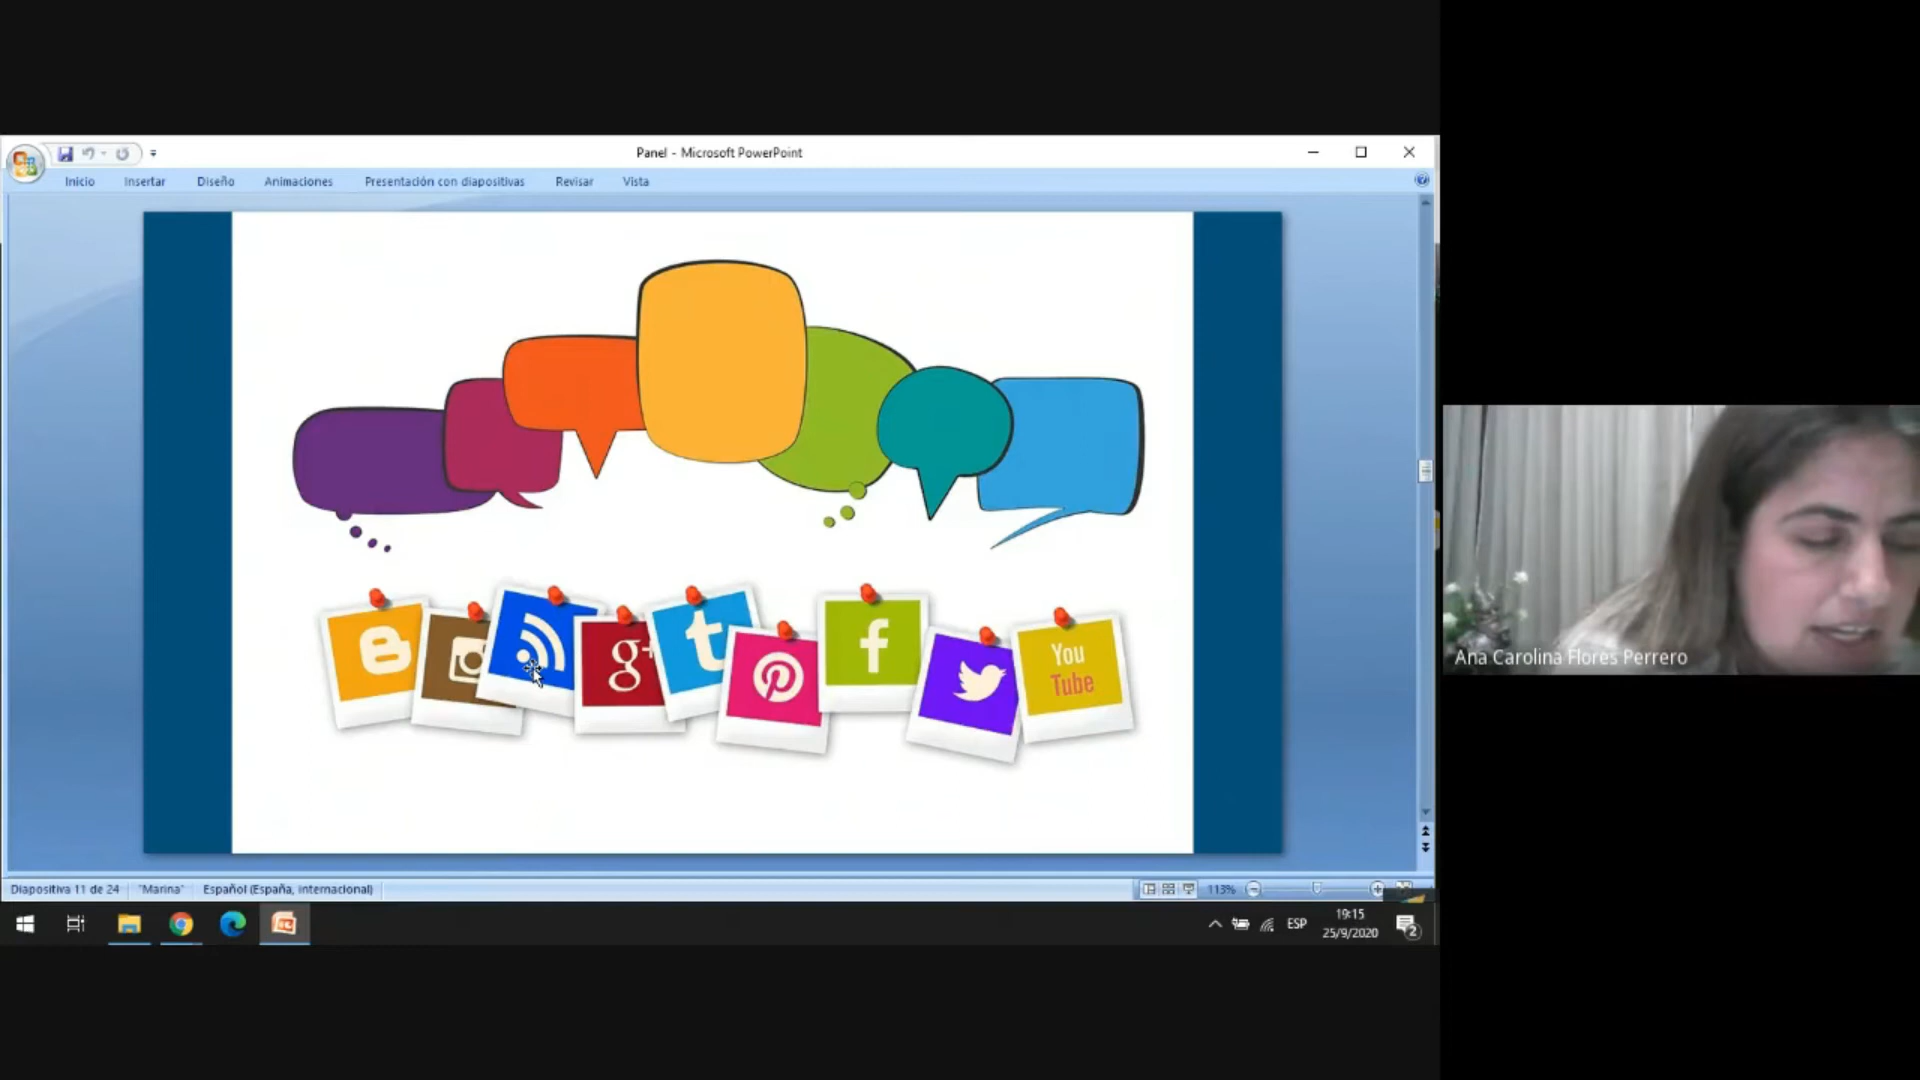 Panel - Microsoft PowerPoint
Inicio Insertar Diseño Animaciones Presentación con diapositivas Revisar Vista
g+
t
f
You
Tube
Ana Carolina Flores Perrero
Diapositiva 11 de 24 "Marina" Español (España, internacional) 113%
ESP 19:15
25/9/2020 2